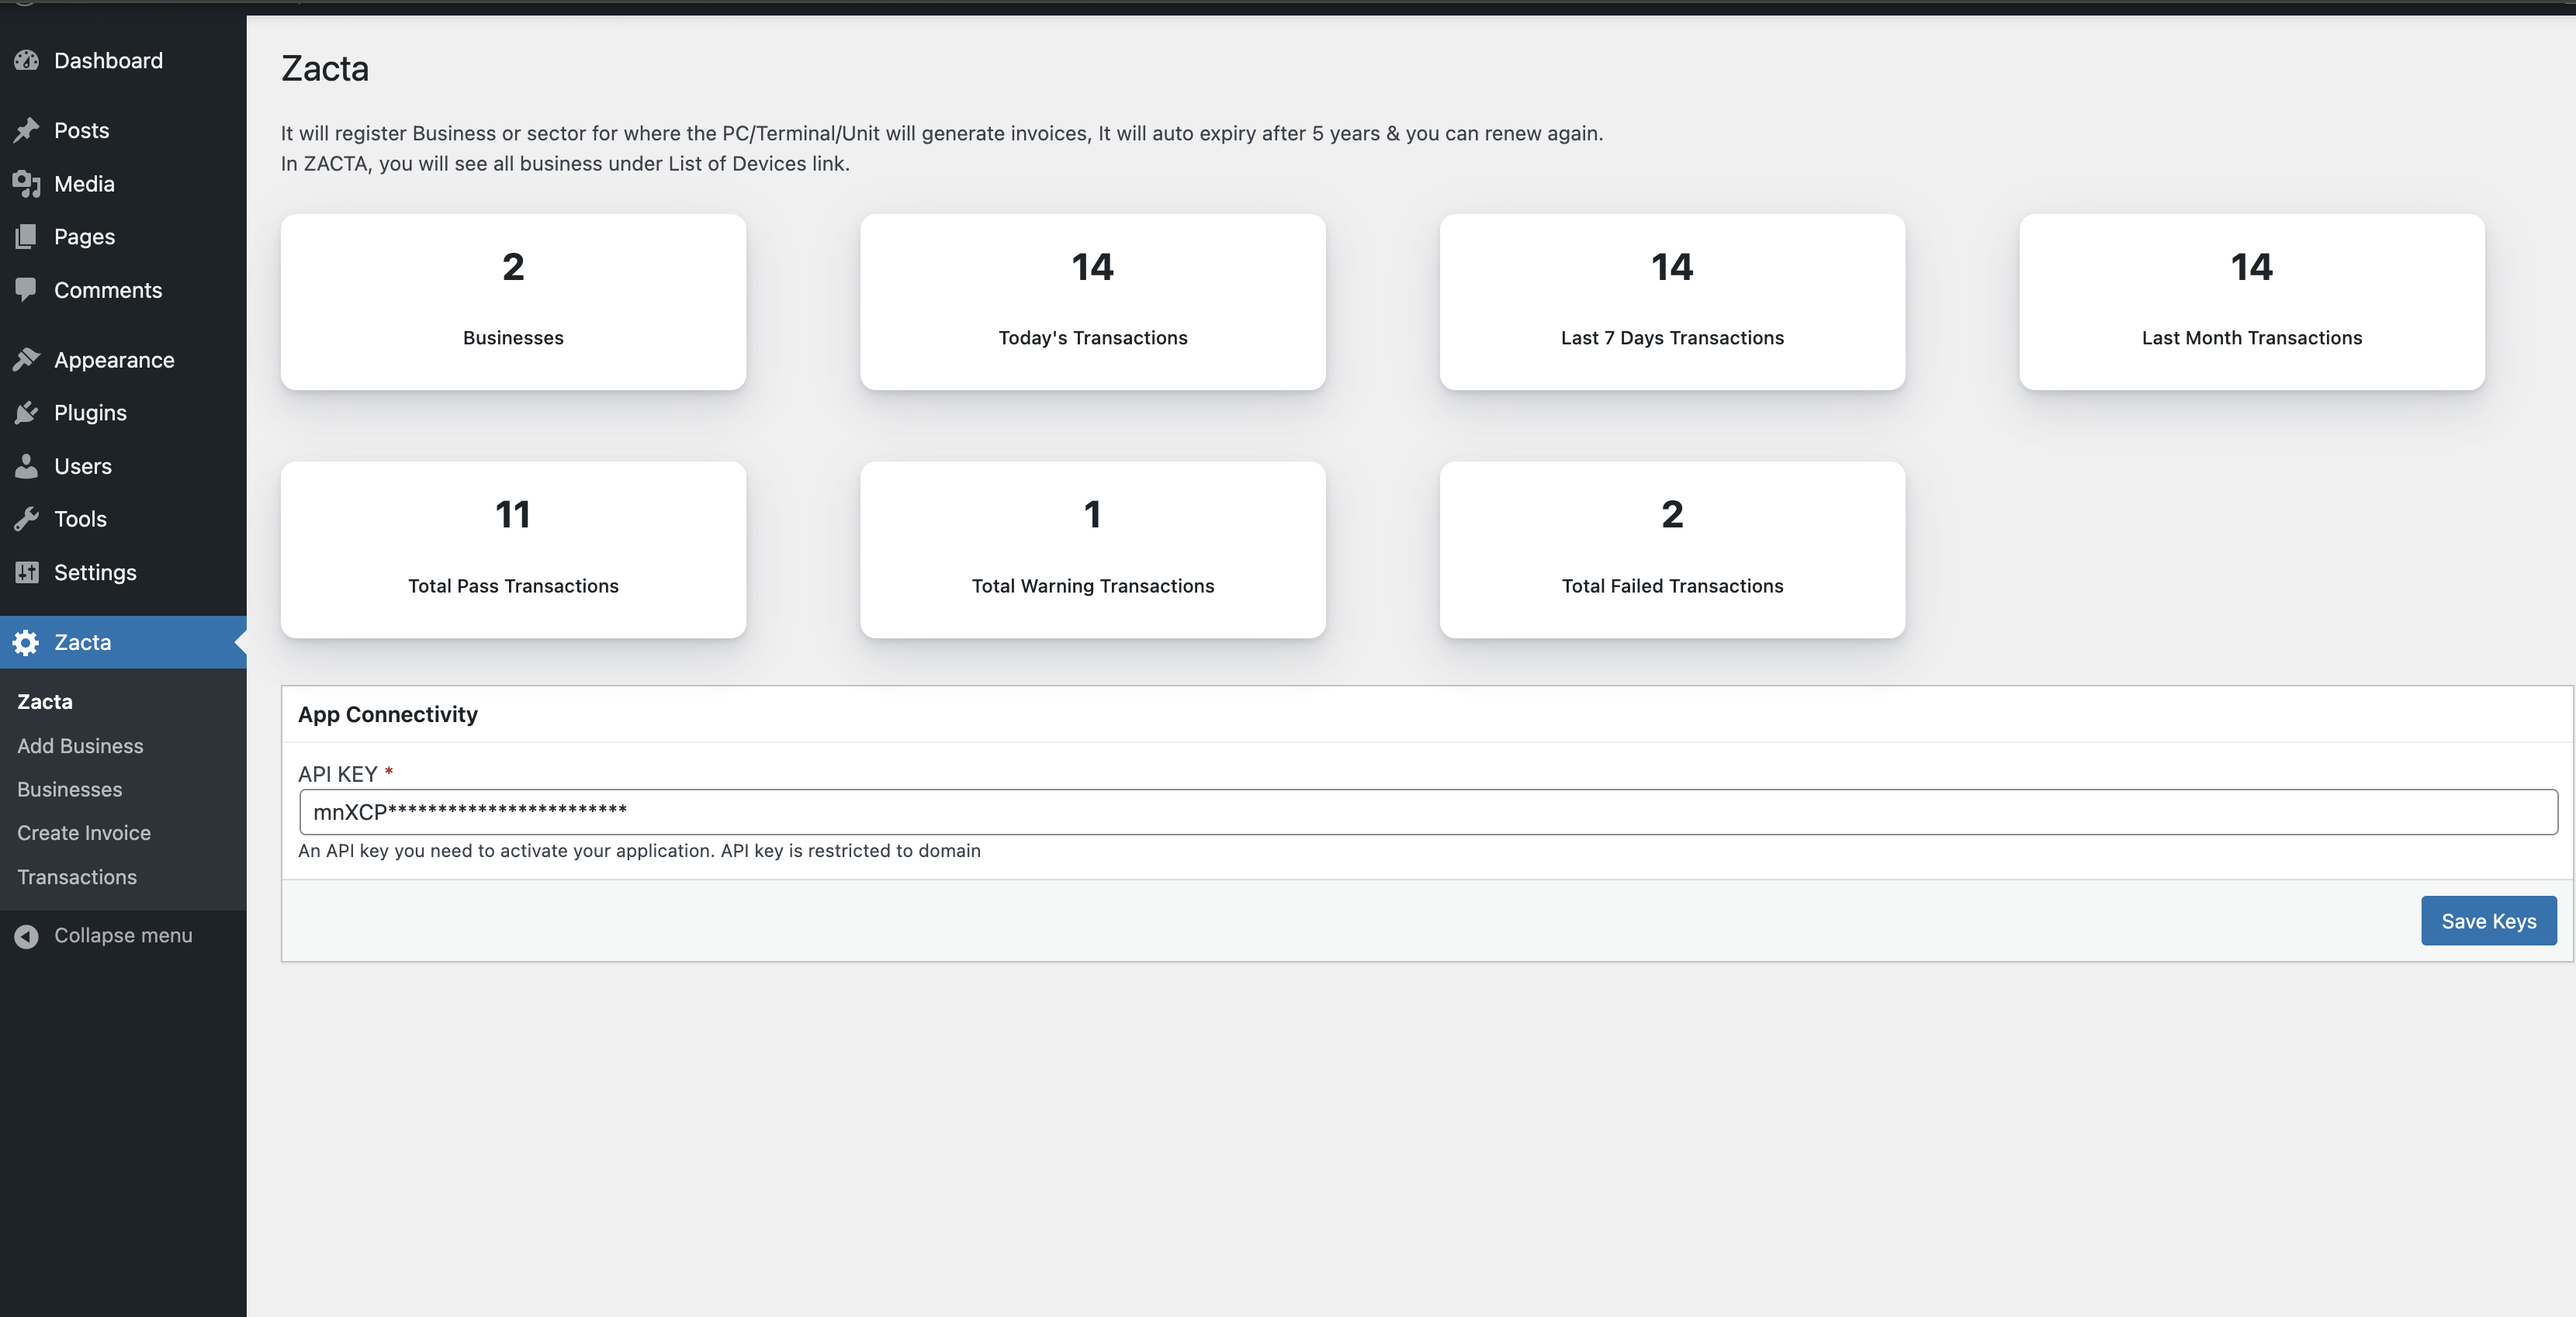 Dashboard
Posts
Media
Pages
Comments
Appearance
Plugins
Users
Tools
Settings
Zacta
Zacta
Add Business
Businesses
Create Invoice
Transactions
Collapse menu
Zacta
It will register Business or sector for where the PC/Terminal/Unit will generate invoices, It will auto expiry after 5 years & you can renew again.
In ZACTA, you will see all business under List of Devices link.
2
Businesses
14
Today's Transactions
14
Last 7 Days Transactions
14
Last Month Transactions
11
Total Pass Transactions
1
Total Warning Transactions
2
Total Failed Transactions
App Connectivity
API KEY *
mnXCP************************
An API key you need to activate your application. API key is restricted to domain
Save Keys